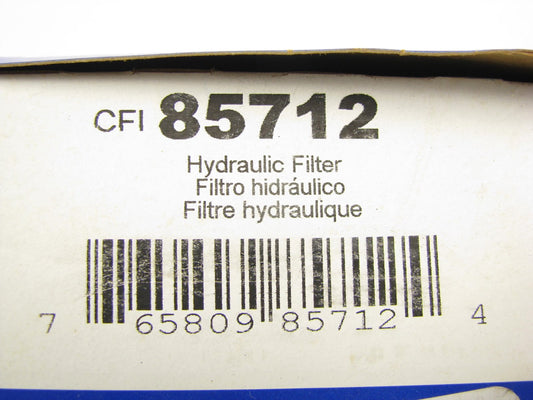 CFI 85712
Hydraulic Filter
Filtro hidráulico
Filtre hydraulique
7 65809 85712 4